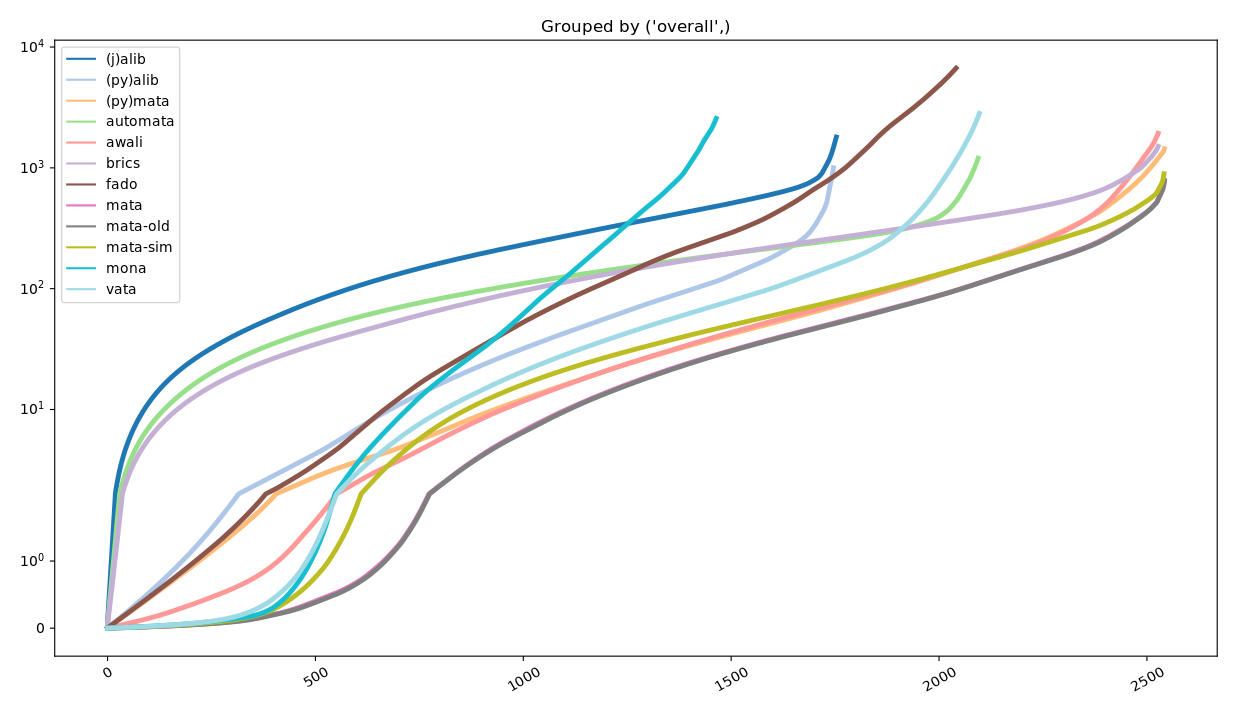 Grouped by ('overall',)
10^4
10^3
10^2
10^1
10^0
0
(j)alib
(py)alib
(py)mata
automata
awali
brics
fado
mata
mata-old
mata-sim
mona
vata
0
500
1000
1500
2000
2500